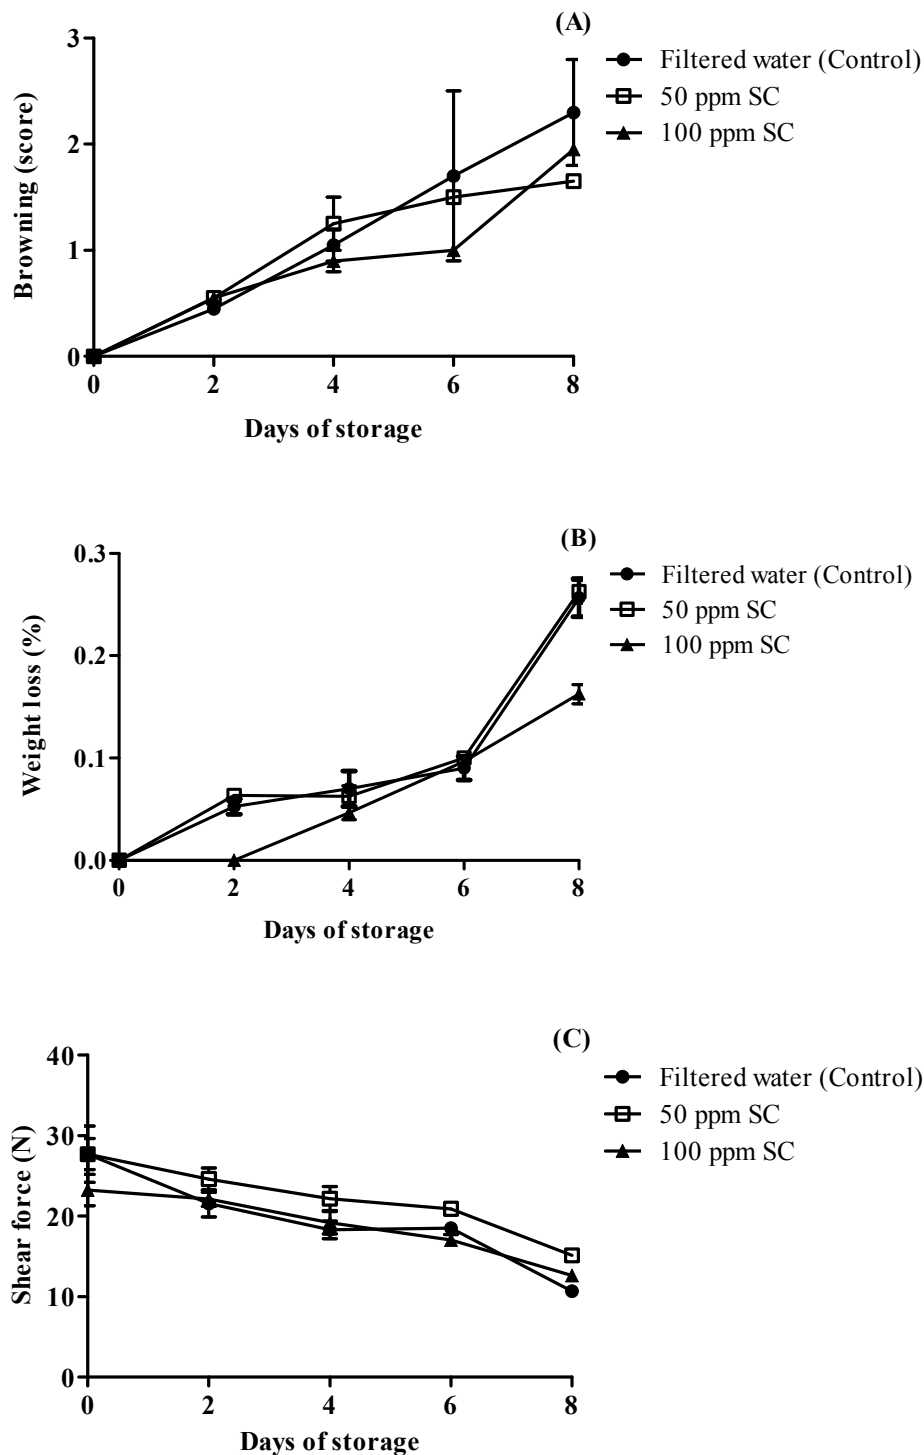 (A)
3
2
1
0
Browning (score)
0 2 4 6 8
Days of storage
Filtered water (Control)
50 ppm SC
100 ppm SC
(B)
0.3
0.2
0.1
0.0
Weight loss (%)
0 2 4 6 8
Days of storage
Filtered water (Control)
50 ppm SC
100 ppm SC
(C)
40
30
20
10
0
Shear force (N)
0 2 4 6 8
Days of storage
Filtered water (Control)
50 ppm SC
100 ppm SC